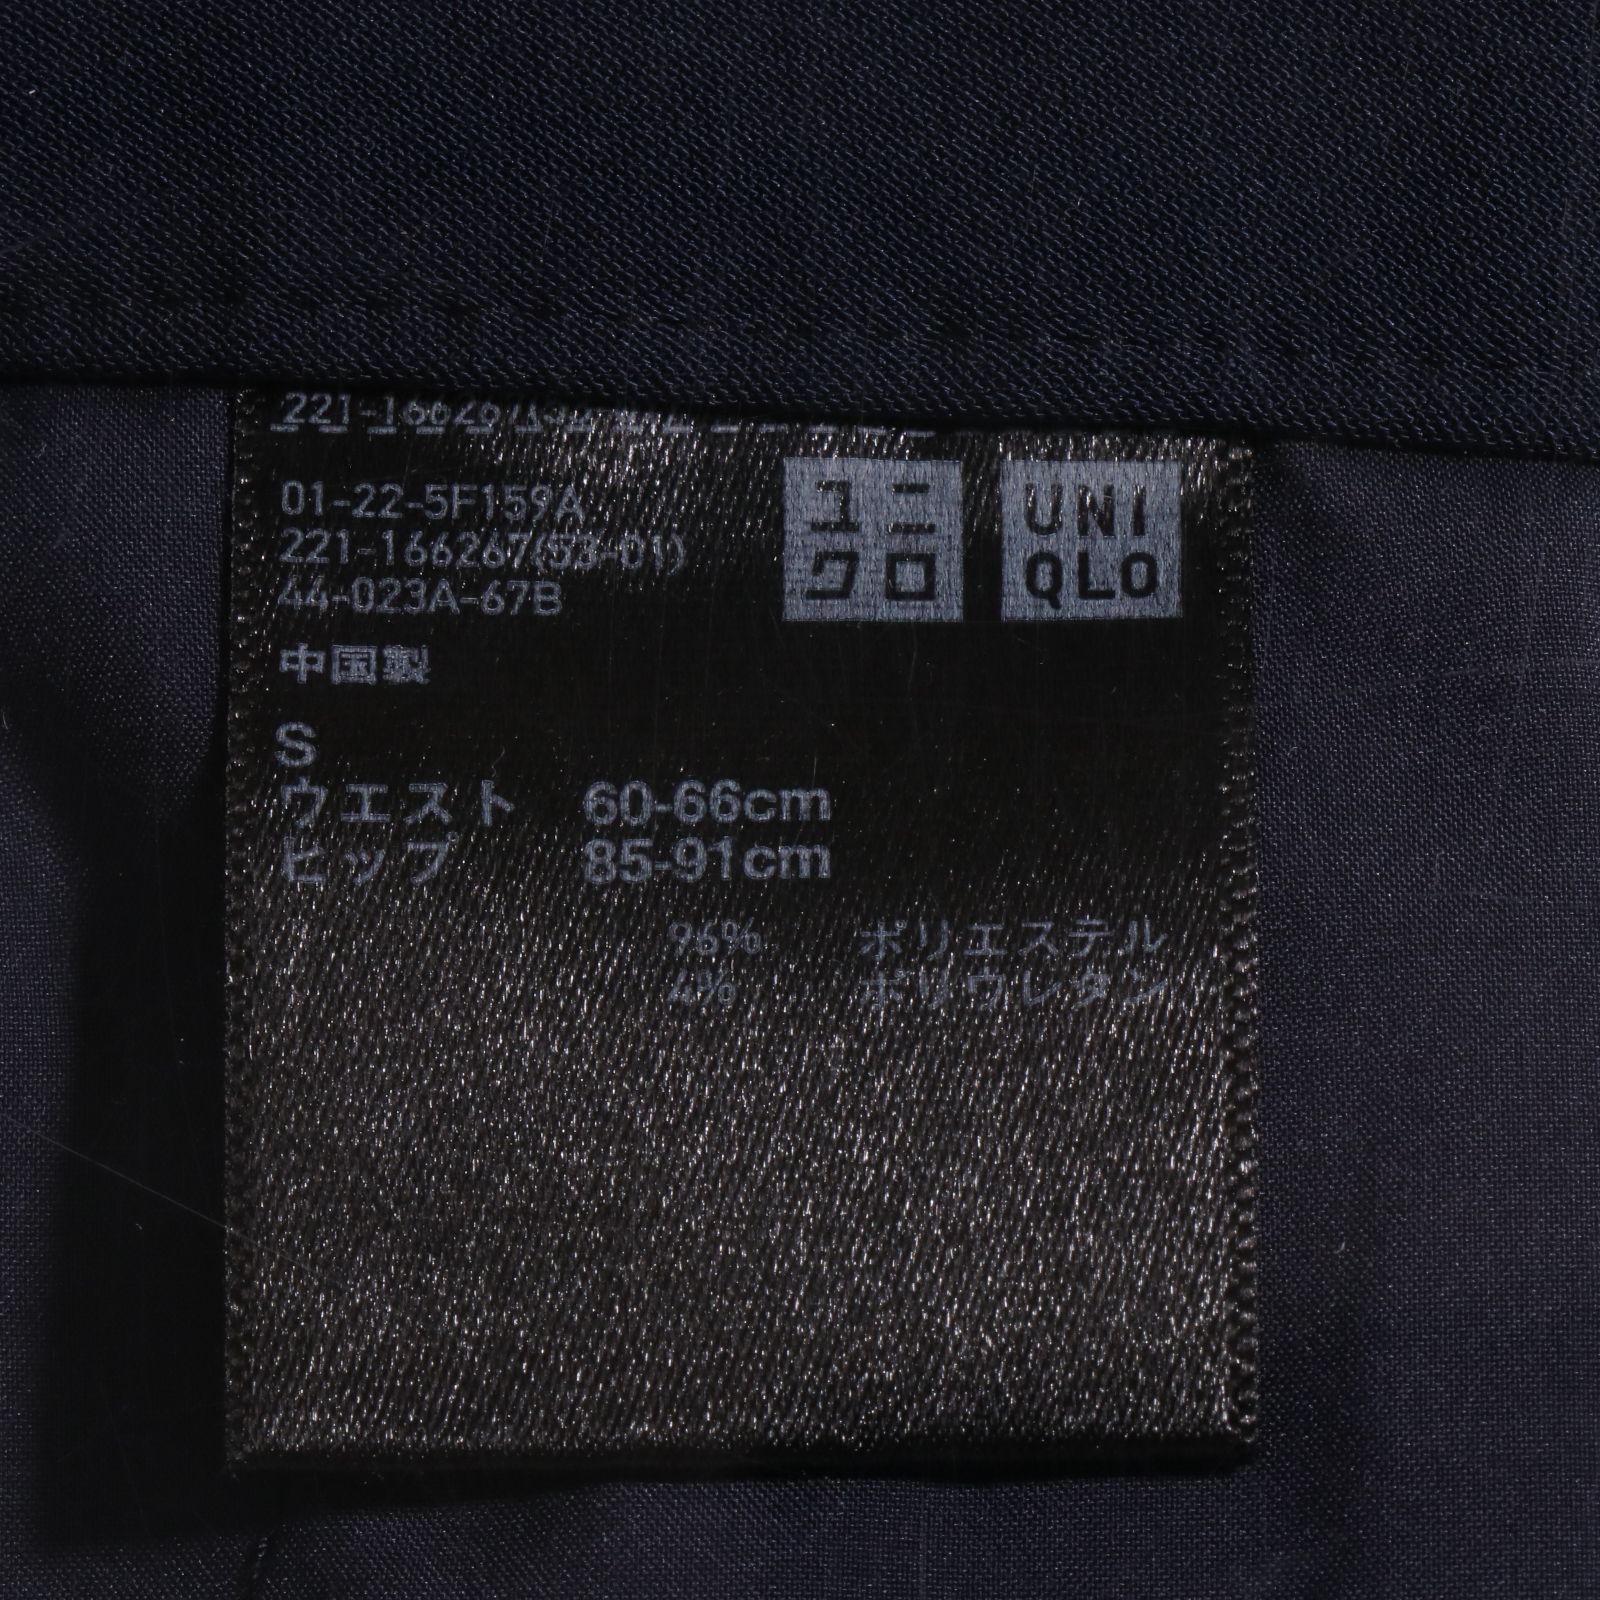 221-166267
01-22-5F159A
221-166267(53-01)
44-023A-67B
中国製
ユニ
クロ
UNI
QLO
S
ウエスト 60-66cm
ヒップ 85-91cm
96% ポリエステル
4% ポリウレタン